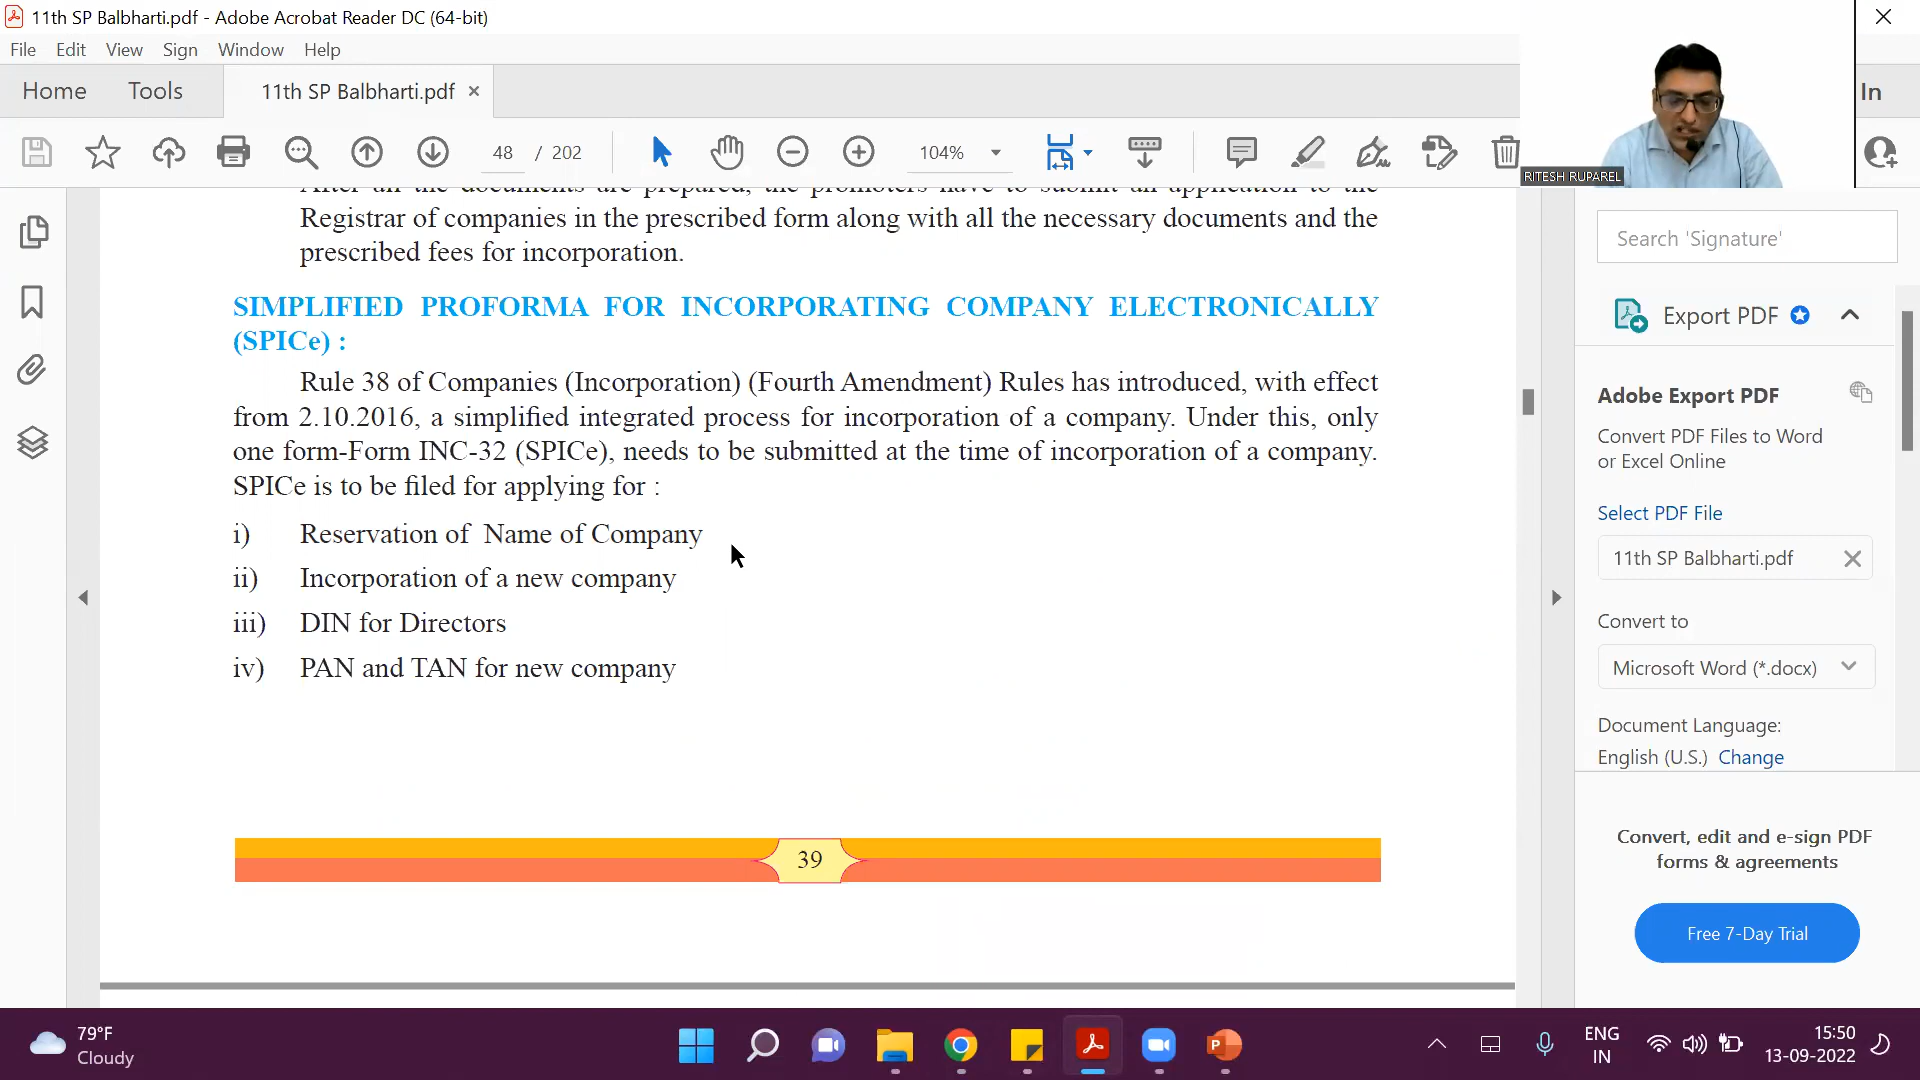 11th SP Balbharti.pdf - Adobe Acrobat Reader DC (64-bit)
File Edit View Sign Window Help
Home Tools 11th SP Balbharti.pdf × In
48 / 202 104%
RITESH RUPAREL
After all the documents are prepared, the promoters have to submit an application to the
Registrar of companies in the prescribed form along with all the necessary documents and the
prescribed fees for incorporation.
SIMPLIFIED PROFORMA FOR INCORPORATING COMPANY ELECTRONICALLY
(SPICe) :
Rule 38 of Companies (Incorporation) (Fourth Amendment) Rules has introduced, with effect
from 2.10.2016, a simplified integrated process for incorporation of a company. Under this, only
one form-Form INC-32 (SPICe), needs to be submitted at the time of incorporation of a company.
SPICe is to be filed for applying for :
i) Reservation of Name of Company
ii) Incorporation of a new company
iii) DIN for Directors
iv) PAN and TAN for new company
39
Search 'Signature'
Export PDF
Adobe Export PDF
Convert PDF Files to Word
or Excel Online
Select PDF File
11th SP Balbharti.pdf
Convert to
Microsoft Word (*.docx)
Document Language:
English (U.S.) Change
Convert, edit and e-sign PDF
forms & agreements
Free 7-Day Trial
79°F
Cloudy
ENG
IN
15:50
13-09-2022